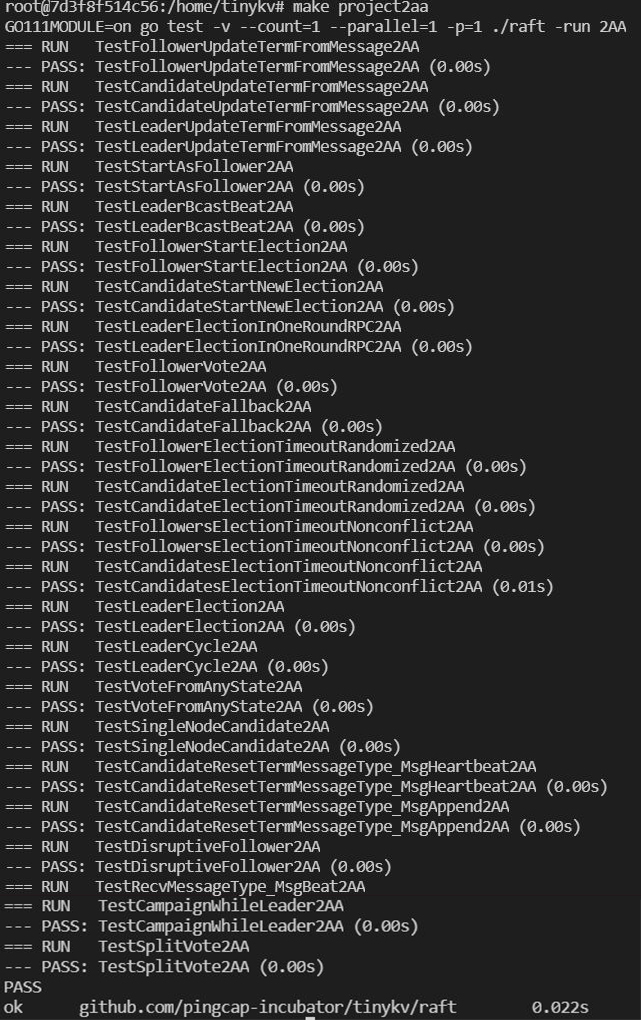 root@7d3f8f514c56:/home/tinykv# make project2aa
GO111MODULE=on go test -v --count=1 --parallel=1 -p=1 ./raft -run 2AA
=== RUN   TestFollowerUpdateTermFromMessage2AA
--- PASS: TestFollowerUpdateTermFromMessage2AA (0.00s)
=== RUN   TestCandidateUpdateTermFromMessage2AA
--- PASS: TestCandidateUpdateTermFromMessage2AA (0.00s)
=== RUN   TestLeaderUpdateTermFromMessage2AA
--- PASS: TestLeaderUpdateTermFromMessage2AA (0.00s)
=== RUN   TestStartAsFollower2AA
--- PASS: TestStartAsFollower2AA (0.00s)
=== RUN   TestLeaderBcastBeat2AA
--- PASS: TestLeaderBcastBeat2AA (0.00s)
=== RUN   TestFollowerStartElection2AA
--- PASS: TestFollowerStartElection2AA (0.00s)
=== RUN   TestCandidateStartNewElection2AA
--- PASS: TestCandidateStartNewElection2AA (0.00s)
=== RUN   TestLeaderElectionInOneRoundRPC2AA
--- PASS: TestLeaderElectionInOneRoundRPC2AA (0.00s)
=== RUN   TestFollowerVote2AA
--- PASS: TestFollowerVote2AA (0.00s)
=== RUN   TestCandidateFallback2AA
--- PASS: TestCandidateFallback2AA (0.00s)
=== RUN   TestFollowerElectionTimeoutRandomized2AA
--- PASS: TestFollowerElectionTimeoutRandomized2AA (0.00s)
=== RUN   TestCandidateElectionTimeoutRandomized2AA
--- PASS: TestCandidateElectionTimeoutRandomized2AA (0.00s)
=== RUN   TestFollowersElectionTimeoutNonconflict2AA
--- PASS: TestFollowersElectionTimeoutNonconflict2AA (0.00s)
=== RUN   TestCandidatesElectionTimeoutNonconflict2AA
--- PASS: TestCandidatesElectionTimeoutNonconflict2AA (0.01s)
=== RUN   TestLeaderElection2AA
--- PASS: TestLeaderElection2AA (0.00s)
=== RUN   TestLeaderCycle2AA
--- PASS: TestLeaderCycle2AA (0.00s)
=== RUN   TestVoteFromAnyState2AA
--- PASS: TestVoteFromAnyState2AA (0.00s)
=== RUN   TestSingleNodeCandidate2AA
--- PASS: TestSingleNodeCandidate2AA (0.00s)
=== RUN   TestCandidateResetTermMessageType_MsgHeartbeat2AA
--- PASS: TestCandidateResetTermMessageType_MsgHeartbeat2AA (0.00s)
=== RUN   TestCandidateResetTermMessageType_MsgAppend2AA
--- PASS: TestCandidateResetTermMessageType_MsgAppend2AA (0.00s)
=== RUN   TestDisruptiveFollower2AA
--- PASS: TestDisruptiveFollower2AA (0.00s)
=== RUN   TestRecvMessageType_MsgBeat2AA
=== RUN   TestCampaignWhileLeader2AA
--- PASS: TestCampaignWhileLeader2AA (0.00s)
=== RUN   TestSplitVote2AA
--- PASS: TestSplitVote2AA (0.00s)
PASS
ok      github.com/pingcap-incubator/tinykv/raft        0.022s